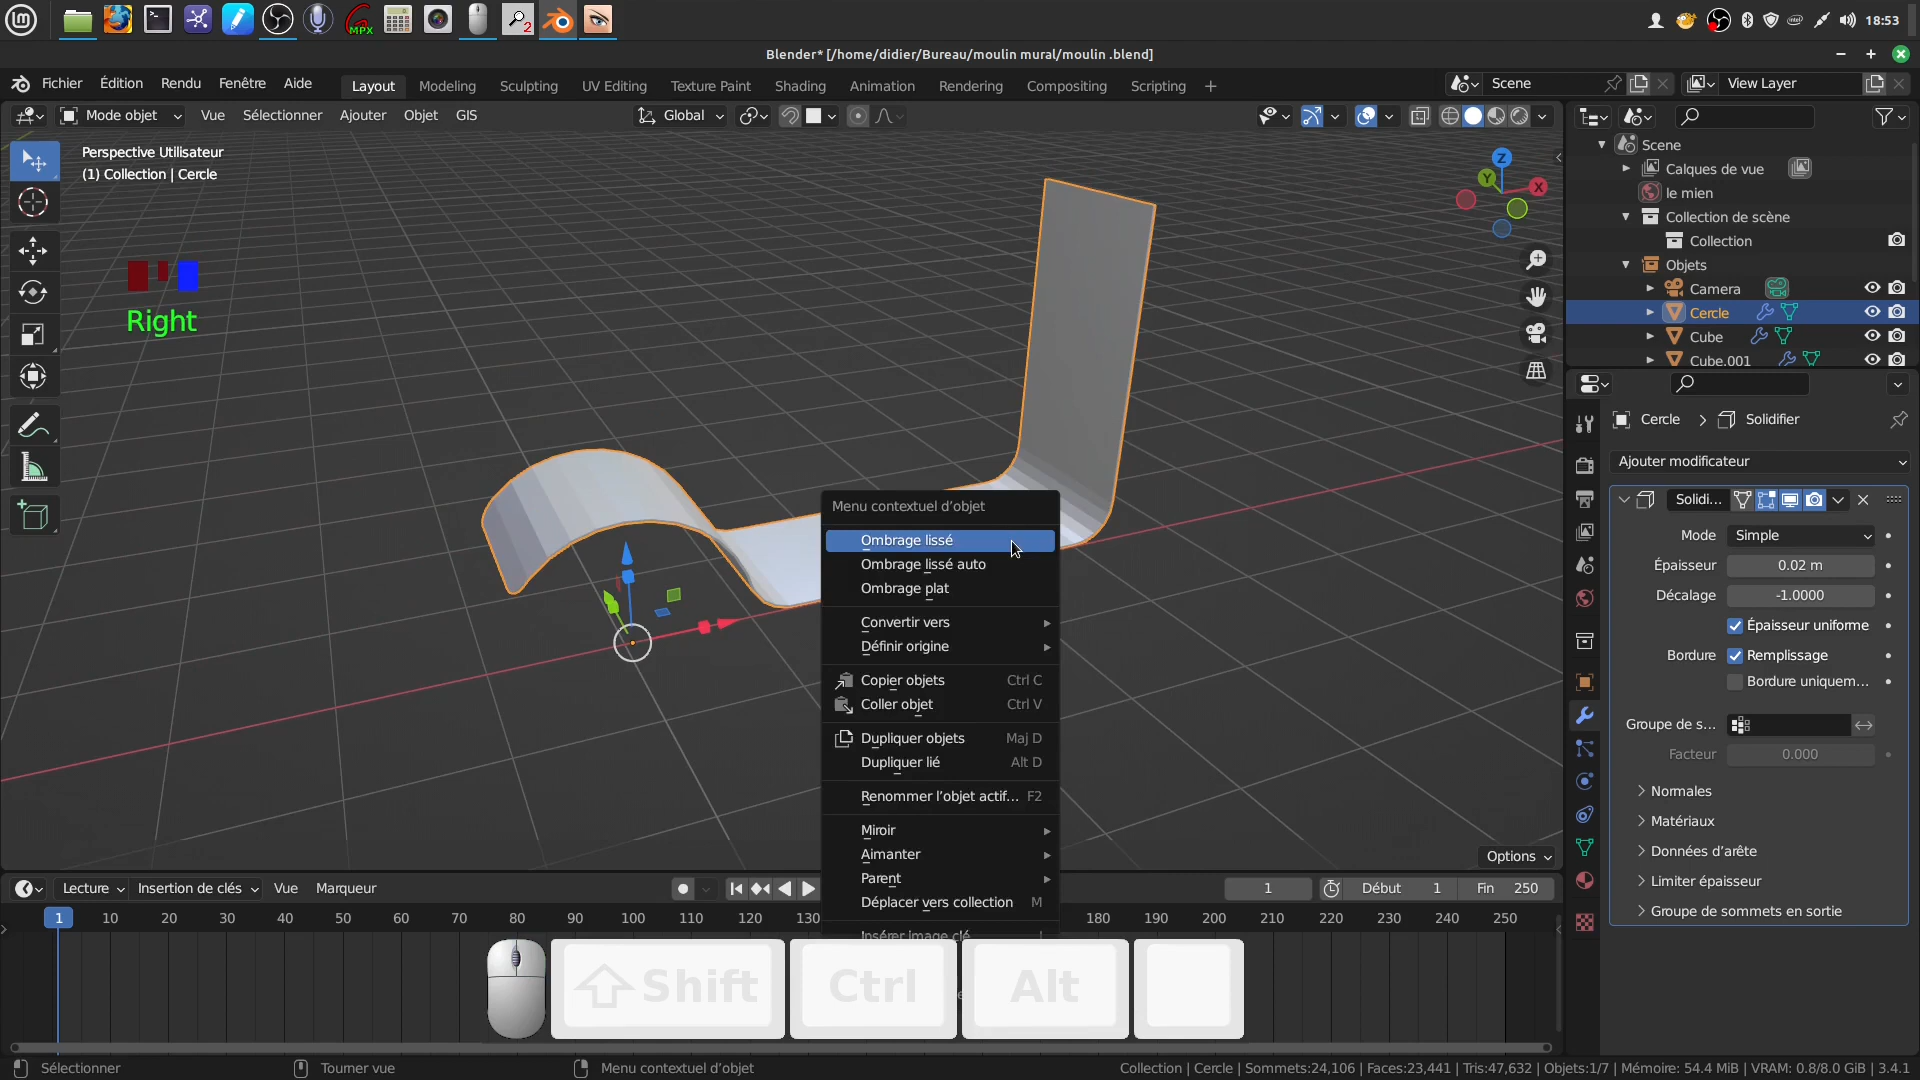 MPX
2
18:53
Blender* [/home/didier/Bureau/moulin mural/moulin .blend]
Fichier Édition Rendu Fenêtre Aide Layout Modeling Sculpting UV Editing Texture Paint Shading Animation Rendering Compositing Scripting + Scene View Layer
Mode objet Vue Sélectionner Ajouter Objet GIS Global
Perspective Utilisateur
(1) Collection | Cercle
Right
Z
Y
X
Scene
Calques de vue
le mien
Collection de scène
Collection
Objets
Camera
Cercle
Cube
Cube.001
Cercle > Solidifier
Ajouter modificateur
Solidi...
Mode Simple
Épaisseur 0.02 m
Décalage -1.0000
Épaisseur uniforme
Bordure Remplissage
Bordure uniquem...
Groupe de s...
Facteur 0.000
Normales
Matériaux
Données d'arête
Limiter épaisseur
Groupe de sommets en sortie
Menu contextuel d'objet
Ombrage lissé
Ombrage lissé auto
Ombrage plat
Convertir vers
Définir origine
Copier objets Ctrl C
Coller objet Ctrl V
Dupliquer objets Maj D
Dupliquer lié Alt D
Renommer l'objet actif... F2
Miroir
Aimanter
Parent
Déplacer vers collection M
Insérer image clé I
Options
Lecture Insertion de clés Vue Marqueur 1 Début 1 Fin 250
1 10 20 30 40 50 60 70 80 90 100 110 120 130 180 190 200 210 220 230 240 250
Shift Ctrl Alt
Sélectionner Tourner vue Menu contextuel d'objet Collection | Cercle | Sommets:24,106 | Faces:23,441 | Tris:47,632 | Objets:1/7 | Mémoire: 54.4 MiB | VRAM: 0.8/8.0 GiB | 3.4.1